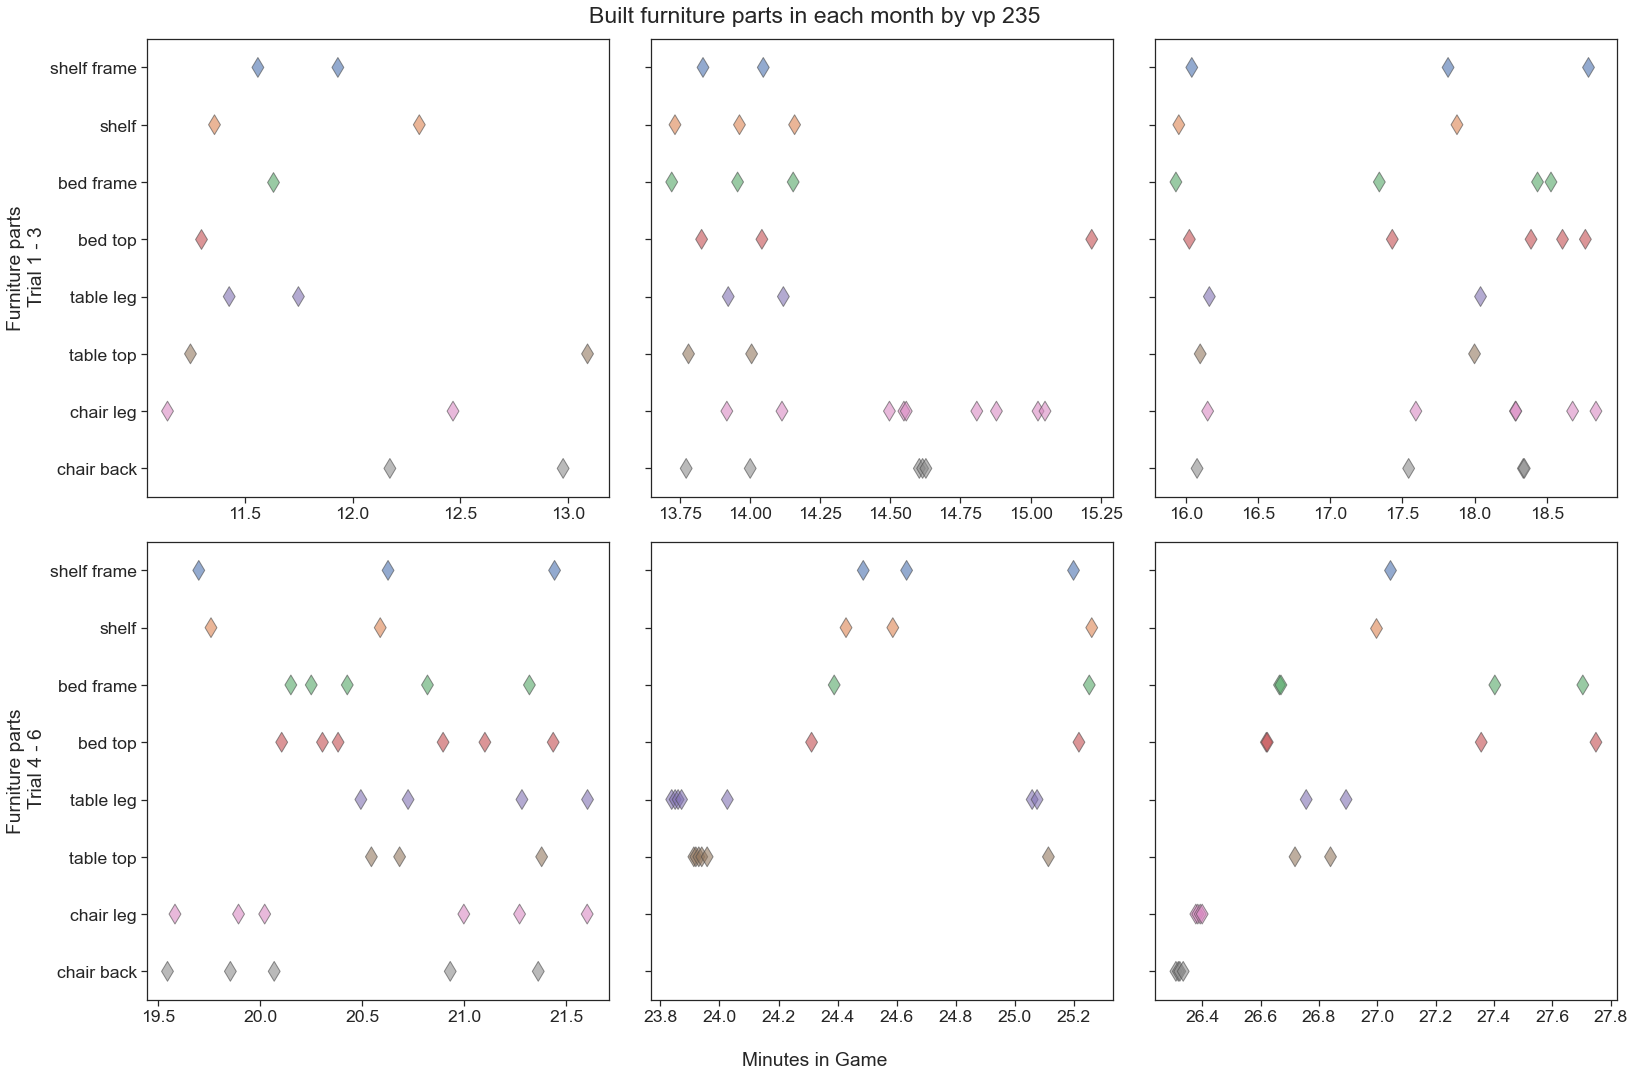 Built furniture parts in each month by vp 235
Furniture parts
Trial 1 - 3
shelf frame
shelf
bed frame
bed top
table leg
table top
chair leg
chair back
11.5 12.0 12.5 13.0
13.75 14.00 14.25 14.50 14.75 15.00 15.25
16.0 16.5 17.0 17.5 18.0 18.5
Furniture parts
Trial 4 - 6
shelf frame
shelf
bed frame
bed top
table leg
table top
chair leg
chair back
19.5 20.0 20.5 21.0 21.5
23.8 24.0 24.2 24.4 24.6 24.8 25.0 25.2
26.4 26.6 26.8 27.0 27.2 27.4 27.6 27.8
Minutes in Game